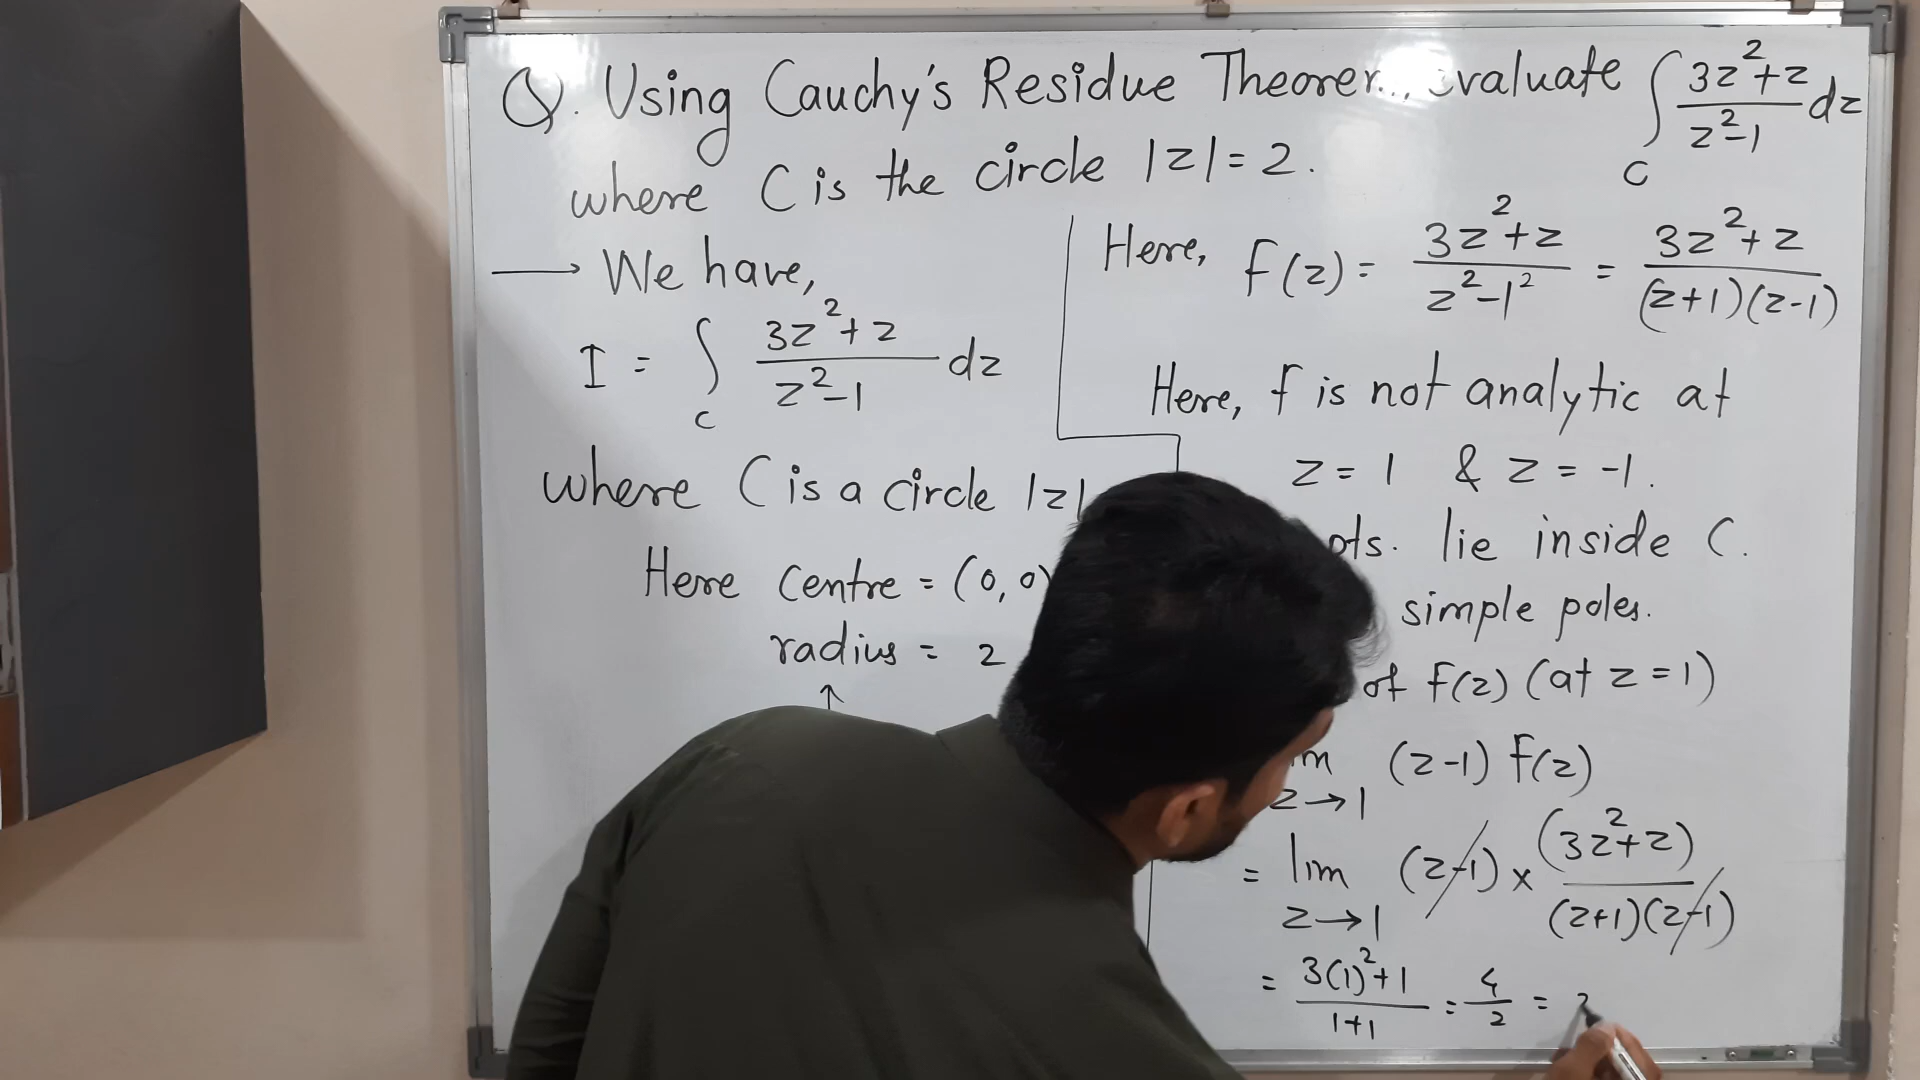 Q. Using Cauchy's Residue evaluate ∫_C (3z²+z)/(z²-1) dz
where C is the circle |z| = 2.
→ We have,
I = ∫_C (3z²+z)/(z²-1) dz
where C is a circle |z|
Here centre = (0,0)
radius = 2
↑
Here, f(z) = (3z²+z)/(z²-1²) = (3z²+z)/((z+1)(z-1))
Here, f is not analytic at
z = 1 & z = -1.
lie inside C.
simple poles.
of f(z) (at z = 1)
z→1 (z-1) f(z)
= lim z→1 (z-1) × (3z²+z)/((z+1)(z-1))
= (3(1)²+1)/(1+1) = 4/2 =